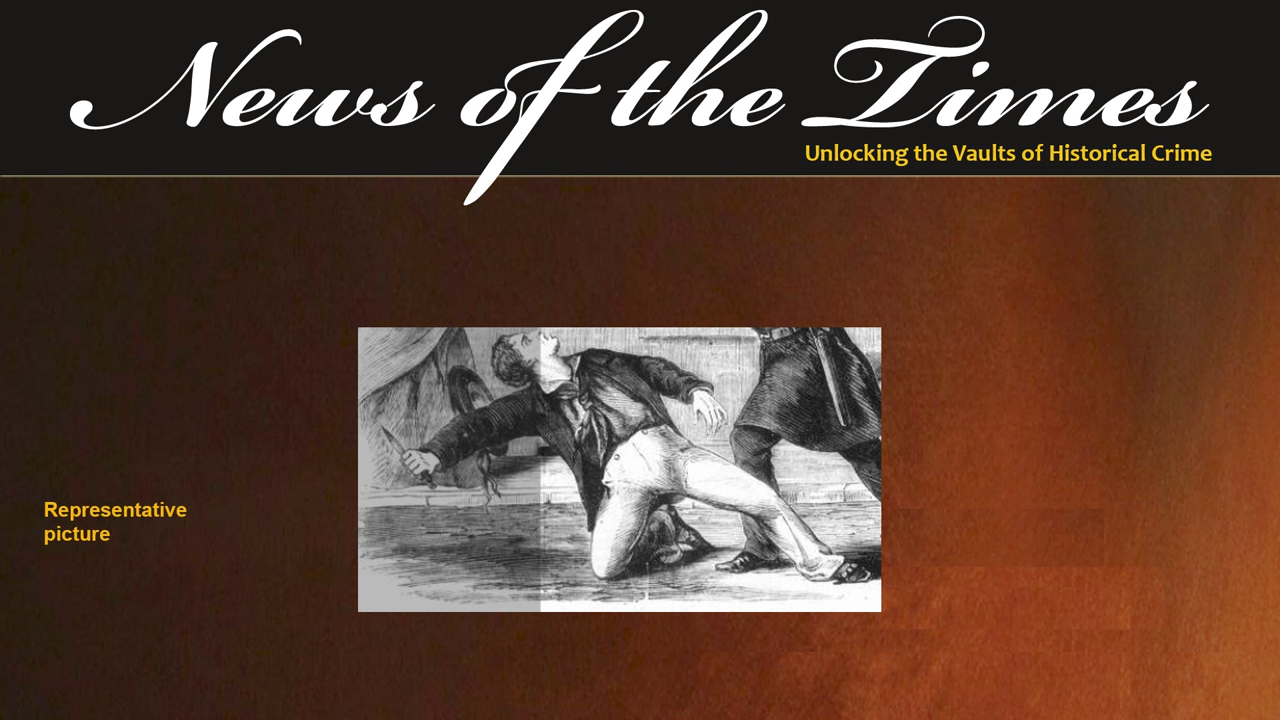 News of the Times
Unlocking the Vaults of Historical Crime
Representative
picture